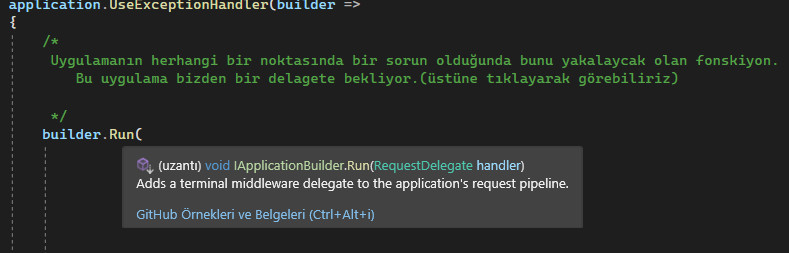 application.UseExceptionHandler(builder =>
{
/*
Uygulamanın herhangi bir noktasında bir sorun olduğunda bunu yakalaycak olan fonskiyon.
Bu uygulama bizden bir delagete bekliyor.(üstüne tıklayarak görebiliriz)
*/
builder.Run(
(uzantı) void IApplicationBuilder.Run(RequestDelegate handler)
Adds a terminal middleware delegate to the application's request pipeline.
GitHub Örnekleri ve Belgeleri (Ctrl+Alt+i)